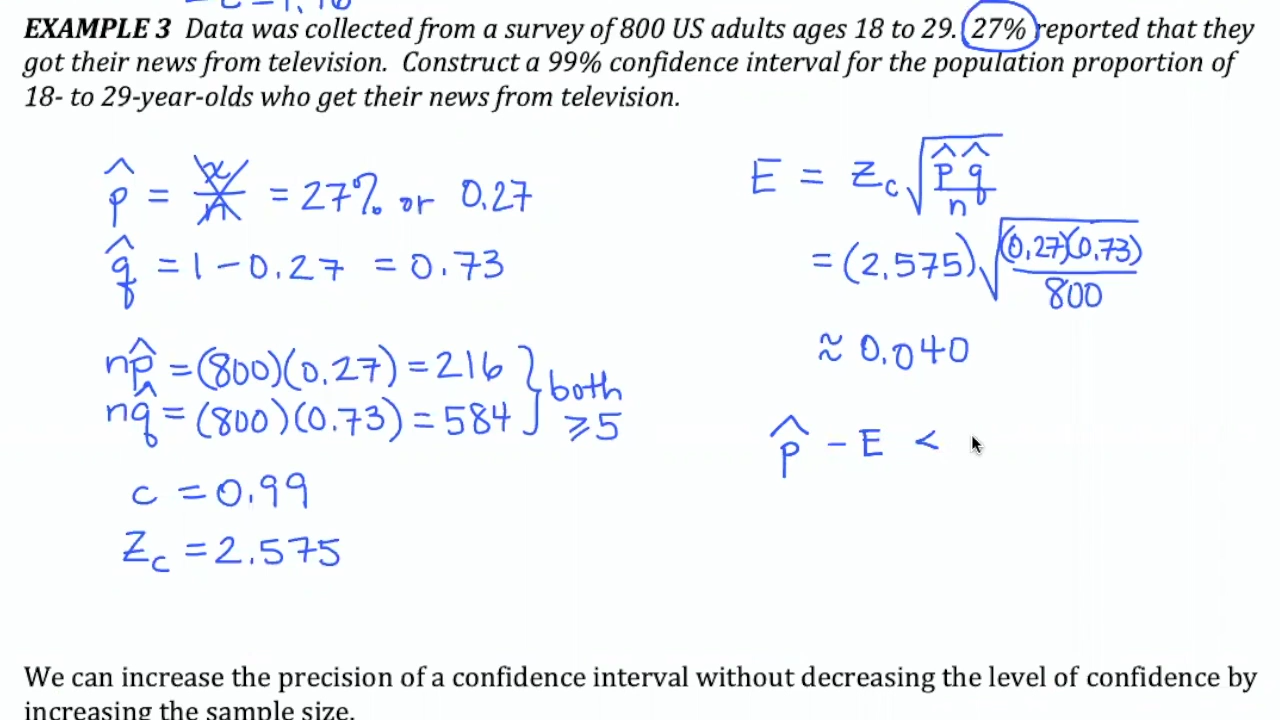 c = 1.96
EXAMPLE 3 Data was collected from a survey of 800 US adults ages 18 to 29. 27% reported that they
got their news from television. Construct a 99% confidence interval for the population proportion of
18- to 29-year-olds who get their news from television.
p̂ = x/n = 27% or 0.27
q̂ = 1 - 0.27 = 0.73
np̂ = (800)(0.27) = 216
nq̂ = (800)(0.73) = 584 } both ≥ 5
c = 0.99
Zc = 2.575
E = Zc √(p̂q̂/n)
= (2.575) √((0.27)(0.73)/800)
≈ 0.040
p̂ - E <
We can increase the precision of a confidence interval without decreasing the level of confidence by
increasing the sample size.